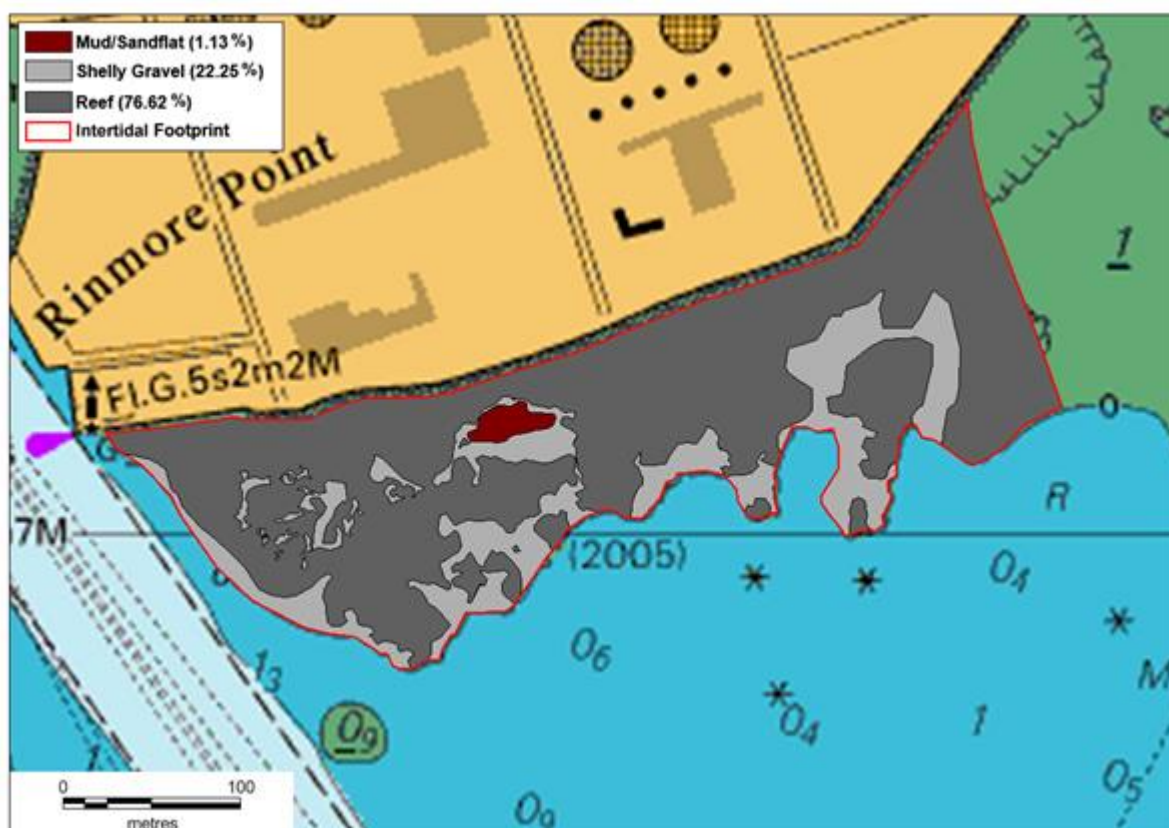 Mud/Sandflat (1.13%)
Shelly Gravel (22.25%)
Reef (76.62%)
Intertidal Footprint
Rinmore Point
1
Fl.G.5s2m2M
G
0
7M
(2005)
R
04
06
13
09
04
1
M
05
1
09
0 100
metres